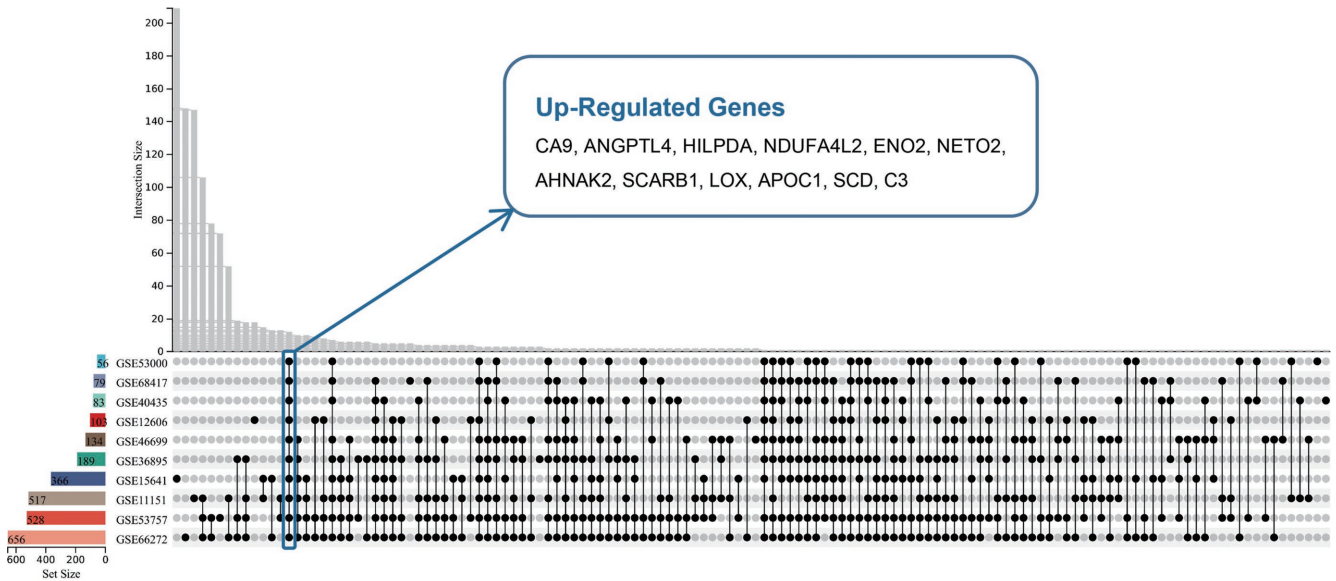 200
180
160
140
120
100
80
60
40
20
0
Intersection Size
Up-Regulated Genes
CA9, ANGPTL4, HILPDA, NDUFA4L2, ENO2, NETO2,
AHNAK2, SCARB1, LOX, APOC1, SCD, C3
56 GSE53000
79 GSE68417
83 GSE40435
103 GSE12606
134 GSE46699
189 GSE36895
366 GSE15641
517 GSE11151
528 GSE53757
656 GSE66272
600 400 200 0
Set Size